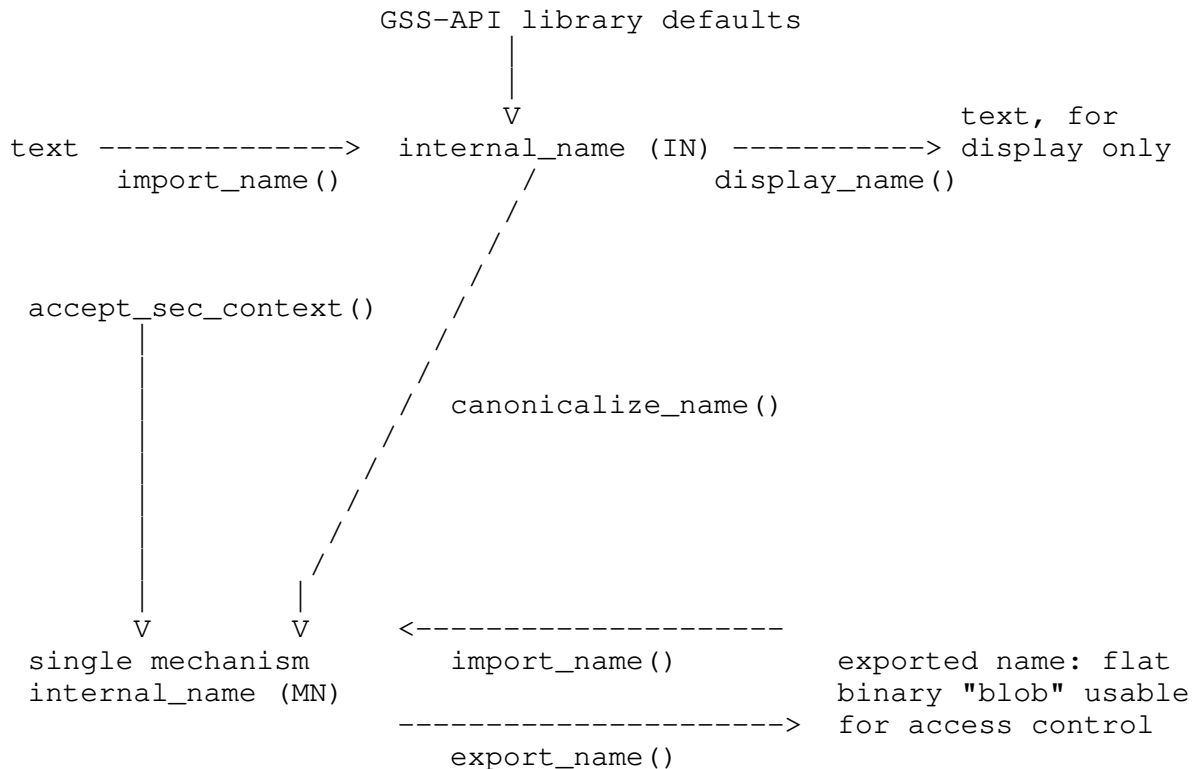 GSS-API library defaults
|
|
V text, for
text --------------> internal_name (IN) -----------> display only
import_name() / display_name()
/
/
/
accept_sec_context() /
| /
| /
| /
| / canonicalize_name()
| /
| /
| /
| /
| /
| |
V V <----------------------
single mechanism import_name() exported name: flat
internal_name (MN) binary "blob" usable
----------------------> for access control
export_name()